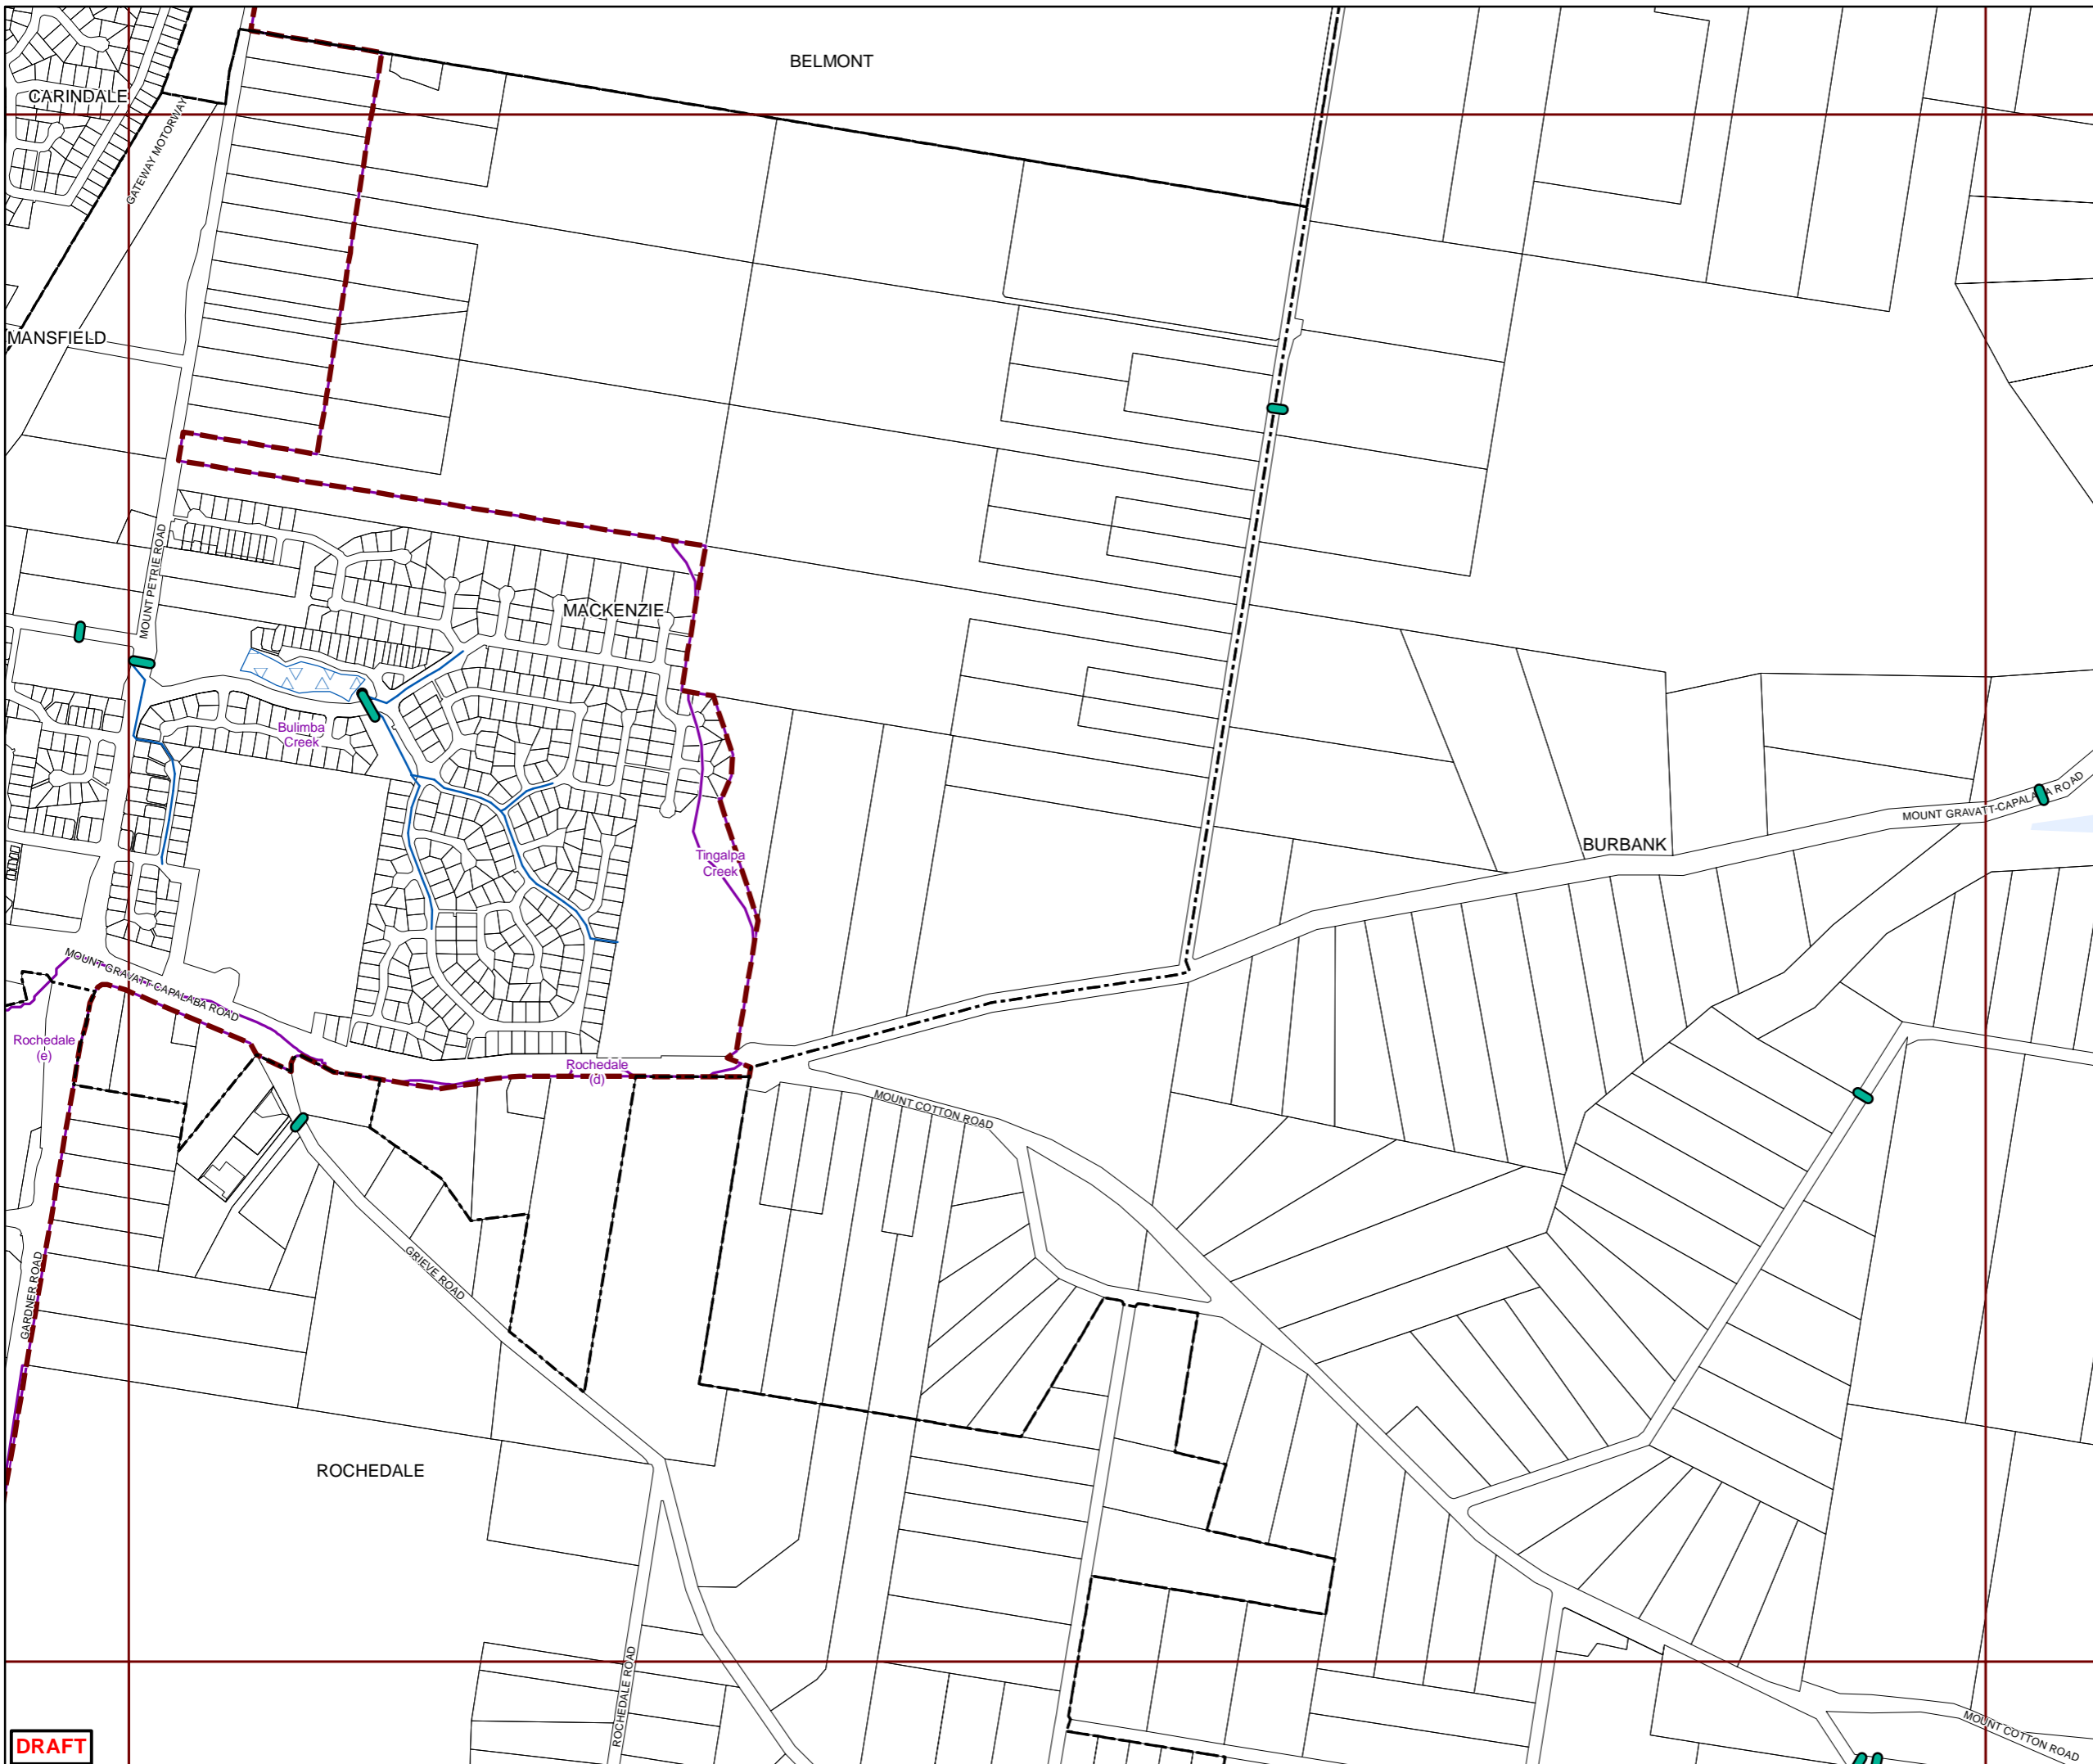 BELMONT
CARINDALE
GATEWAY MOTORWAY
MANSFIELD
MOUNT PETRIE ROAD
MACKENZIE
Bulimba
Creek
MOUNT GRAVATT-CAPALABA ROAD
BURBANK
Tingalpa
Creek
MOUNT GRAVATT-CAPALABA ROAD
Rochedale
(e)
Rochedale
(d)
MOUNT COTTON ROAD
GRIEVE ROAD
GARDNER ROAD
ROCHEDALE
ROCHEDALE ROAD
MOUNT COTTON ROAD
DRAFT